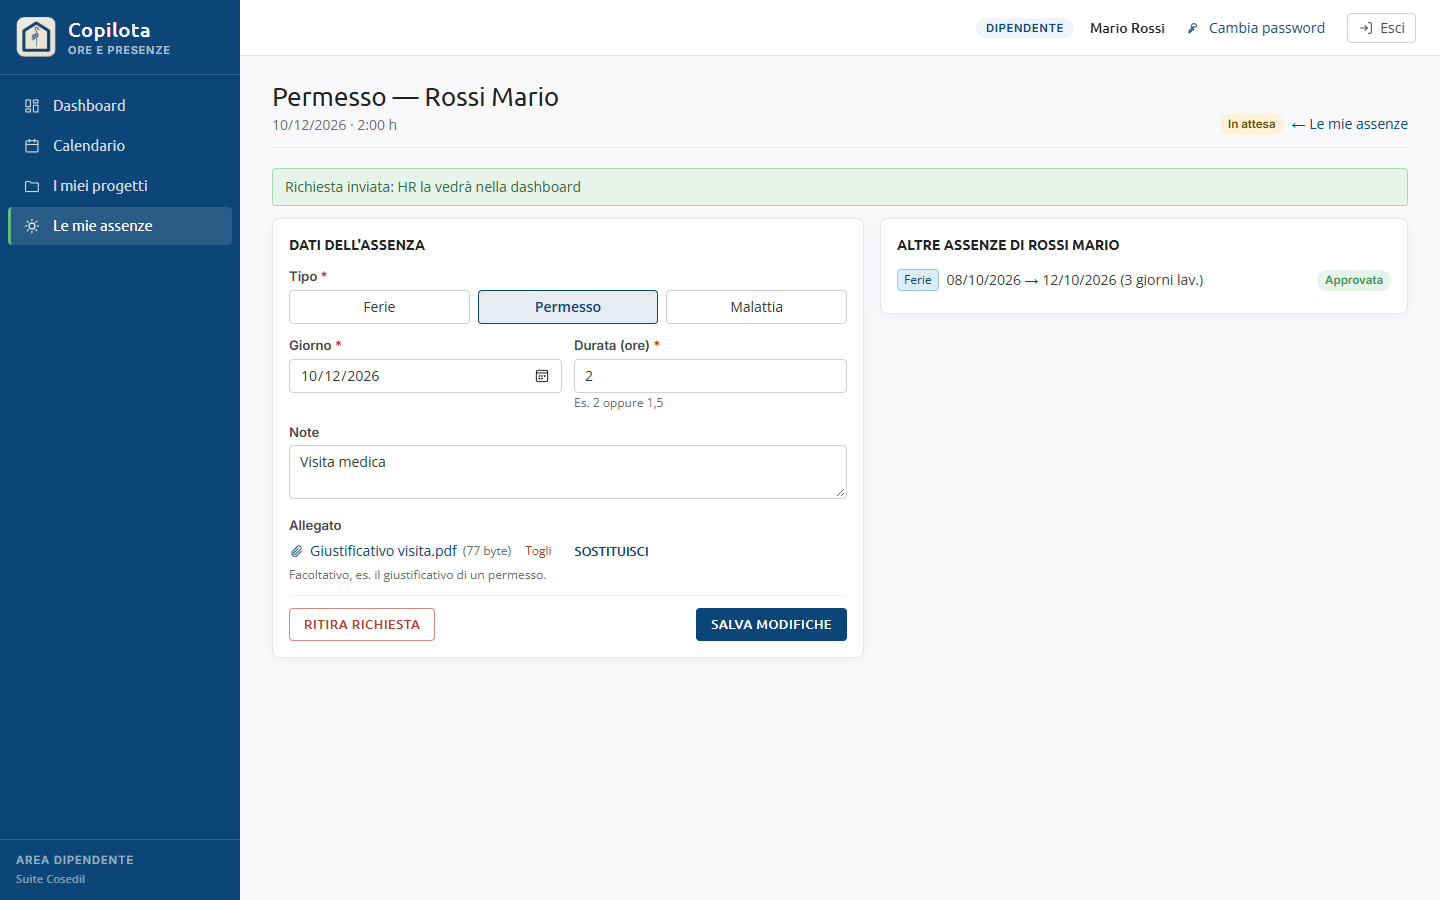 Copilota
ORE E PRESENZE
Dashboard
Calendario
I miei progetti
Le mie assenze
AREA DIPENDENTE
Suite Cosedil
DIPENDENTE Mario Rossi Cambia password Esci
Permesso — Rossi Mario
10/12/2026 · 2:00 h
In attesa ← Le mie assenze
Richiesta inviata: HR la vedrà nella dashboard
DATI DELL'ASSENZA
Tipo *
Ferie Permesso Malattia
Giorno * Durata (ore) *
10/12/2026 2
Es. 2 oppure 1,5
Note
Visita medica
Allegato
Giustificativo visita.pdf (77 byte) Togli SOSTITUISCI
Facoltativo, es. il giustificativo di un permesso.
RITIRA RICHIESTA SALVA MODIFICHE
ALTRE ASSENZE DI ROSSI MARIO
Ferie 08/10/2026 → 12/10/2026 (3 giorni lav.) Approvata